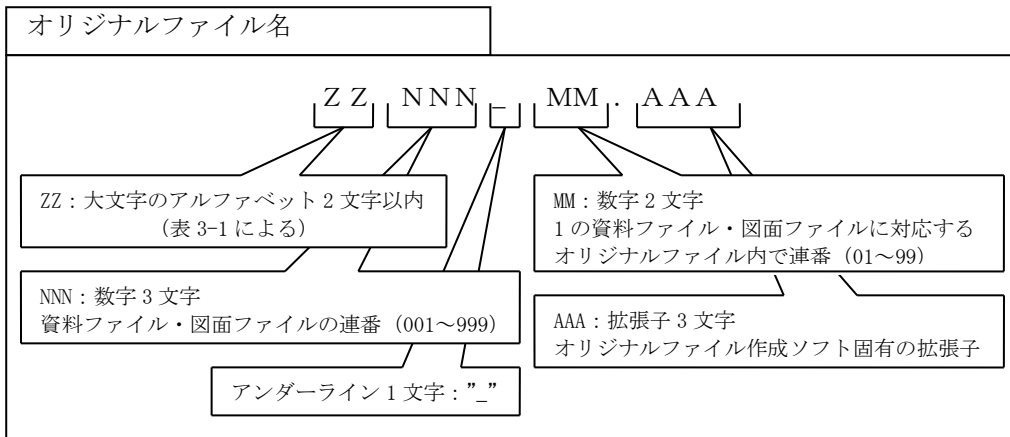 オリジナルファイル名
ZZ NNN _ MM．AAA
ZZ：大文字のアルファベット2文字以内
（表3-1による）
MM：数字2文字
1の資料ファイル・図面ファイルに対応する
オリジナルファイル内で連番（01～99）
NNN：数字3文字
資料ファイル・図面ファイルの連番（001～999）
AAA：拡張子3文字
オリジナルファイル作成ソフト固有の拡張子
アンダーライン1文字：”_”